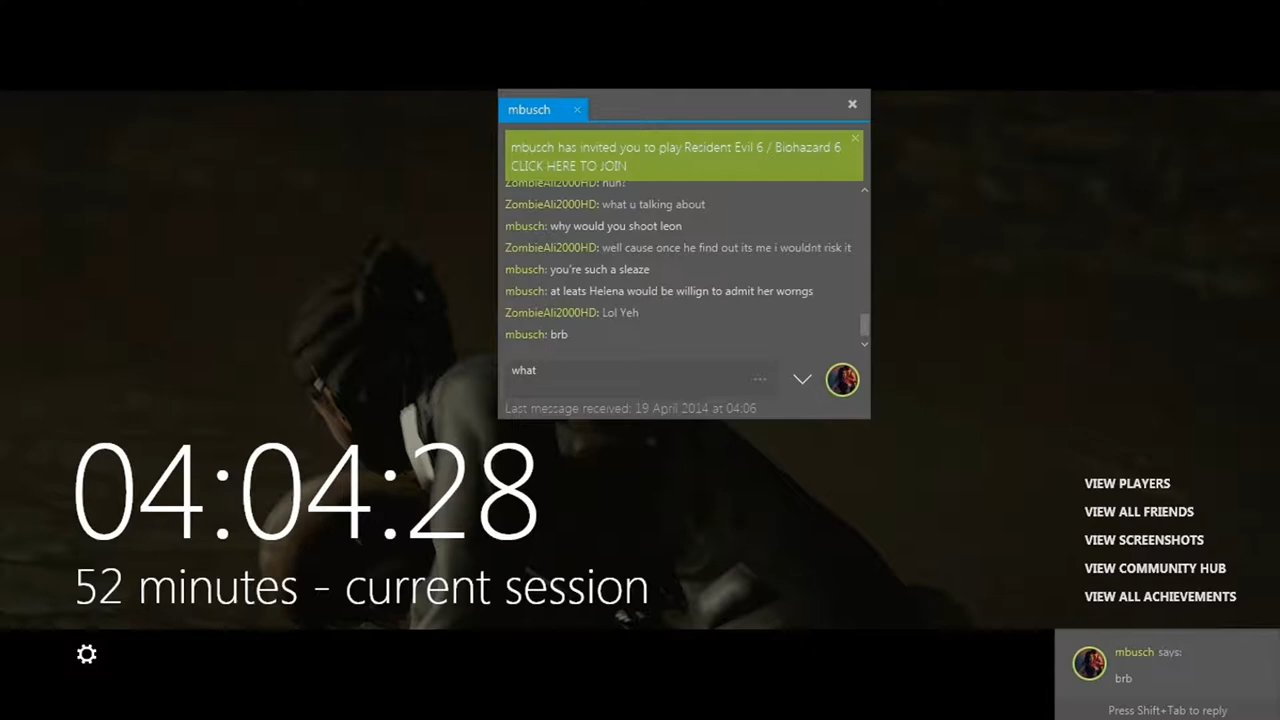 mbusch
mbusch has invited you to play Resident Evil 6 / Biohazard 6
CLICK HERE TO JOIN
ZombieAli2000HD: huh?
ZombieAli2000HD: what u talking about
mbusch: why would you shoot leon
ZombieAli2000HD: well cause once he find out its me i wouldnt risk it
mbusch: you're such a sleaze
mbusch: at leats Helena would be willign to admit her worngs
ZombieAli2000HD: Lol Yeh
mbusch: brb
what
Last message received: 19 April 2014 at 04:06
04:04:28
52 minutes - current session
VIEW PLAYERS
VIEW ALL FRIENDS
VIEW SCREENSHOTS
VIEW COMMUNITY HUB
VIEW ALL ACHIEVEMENTS
mbusch says:
brb
Press Shift+Tab to reply